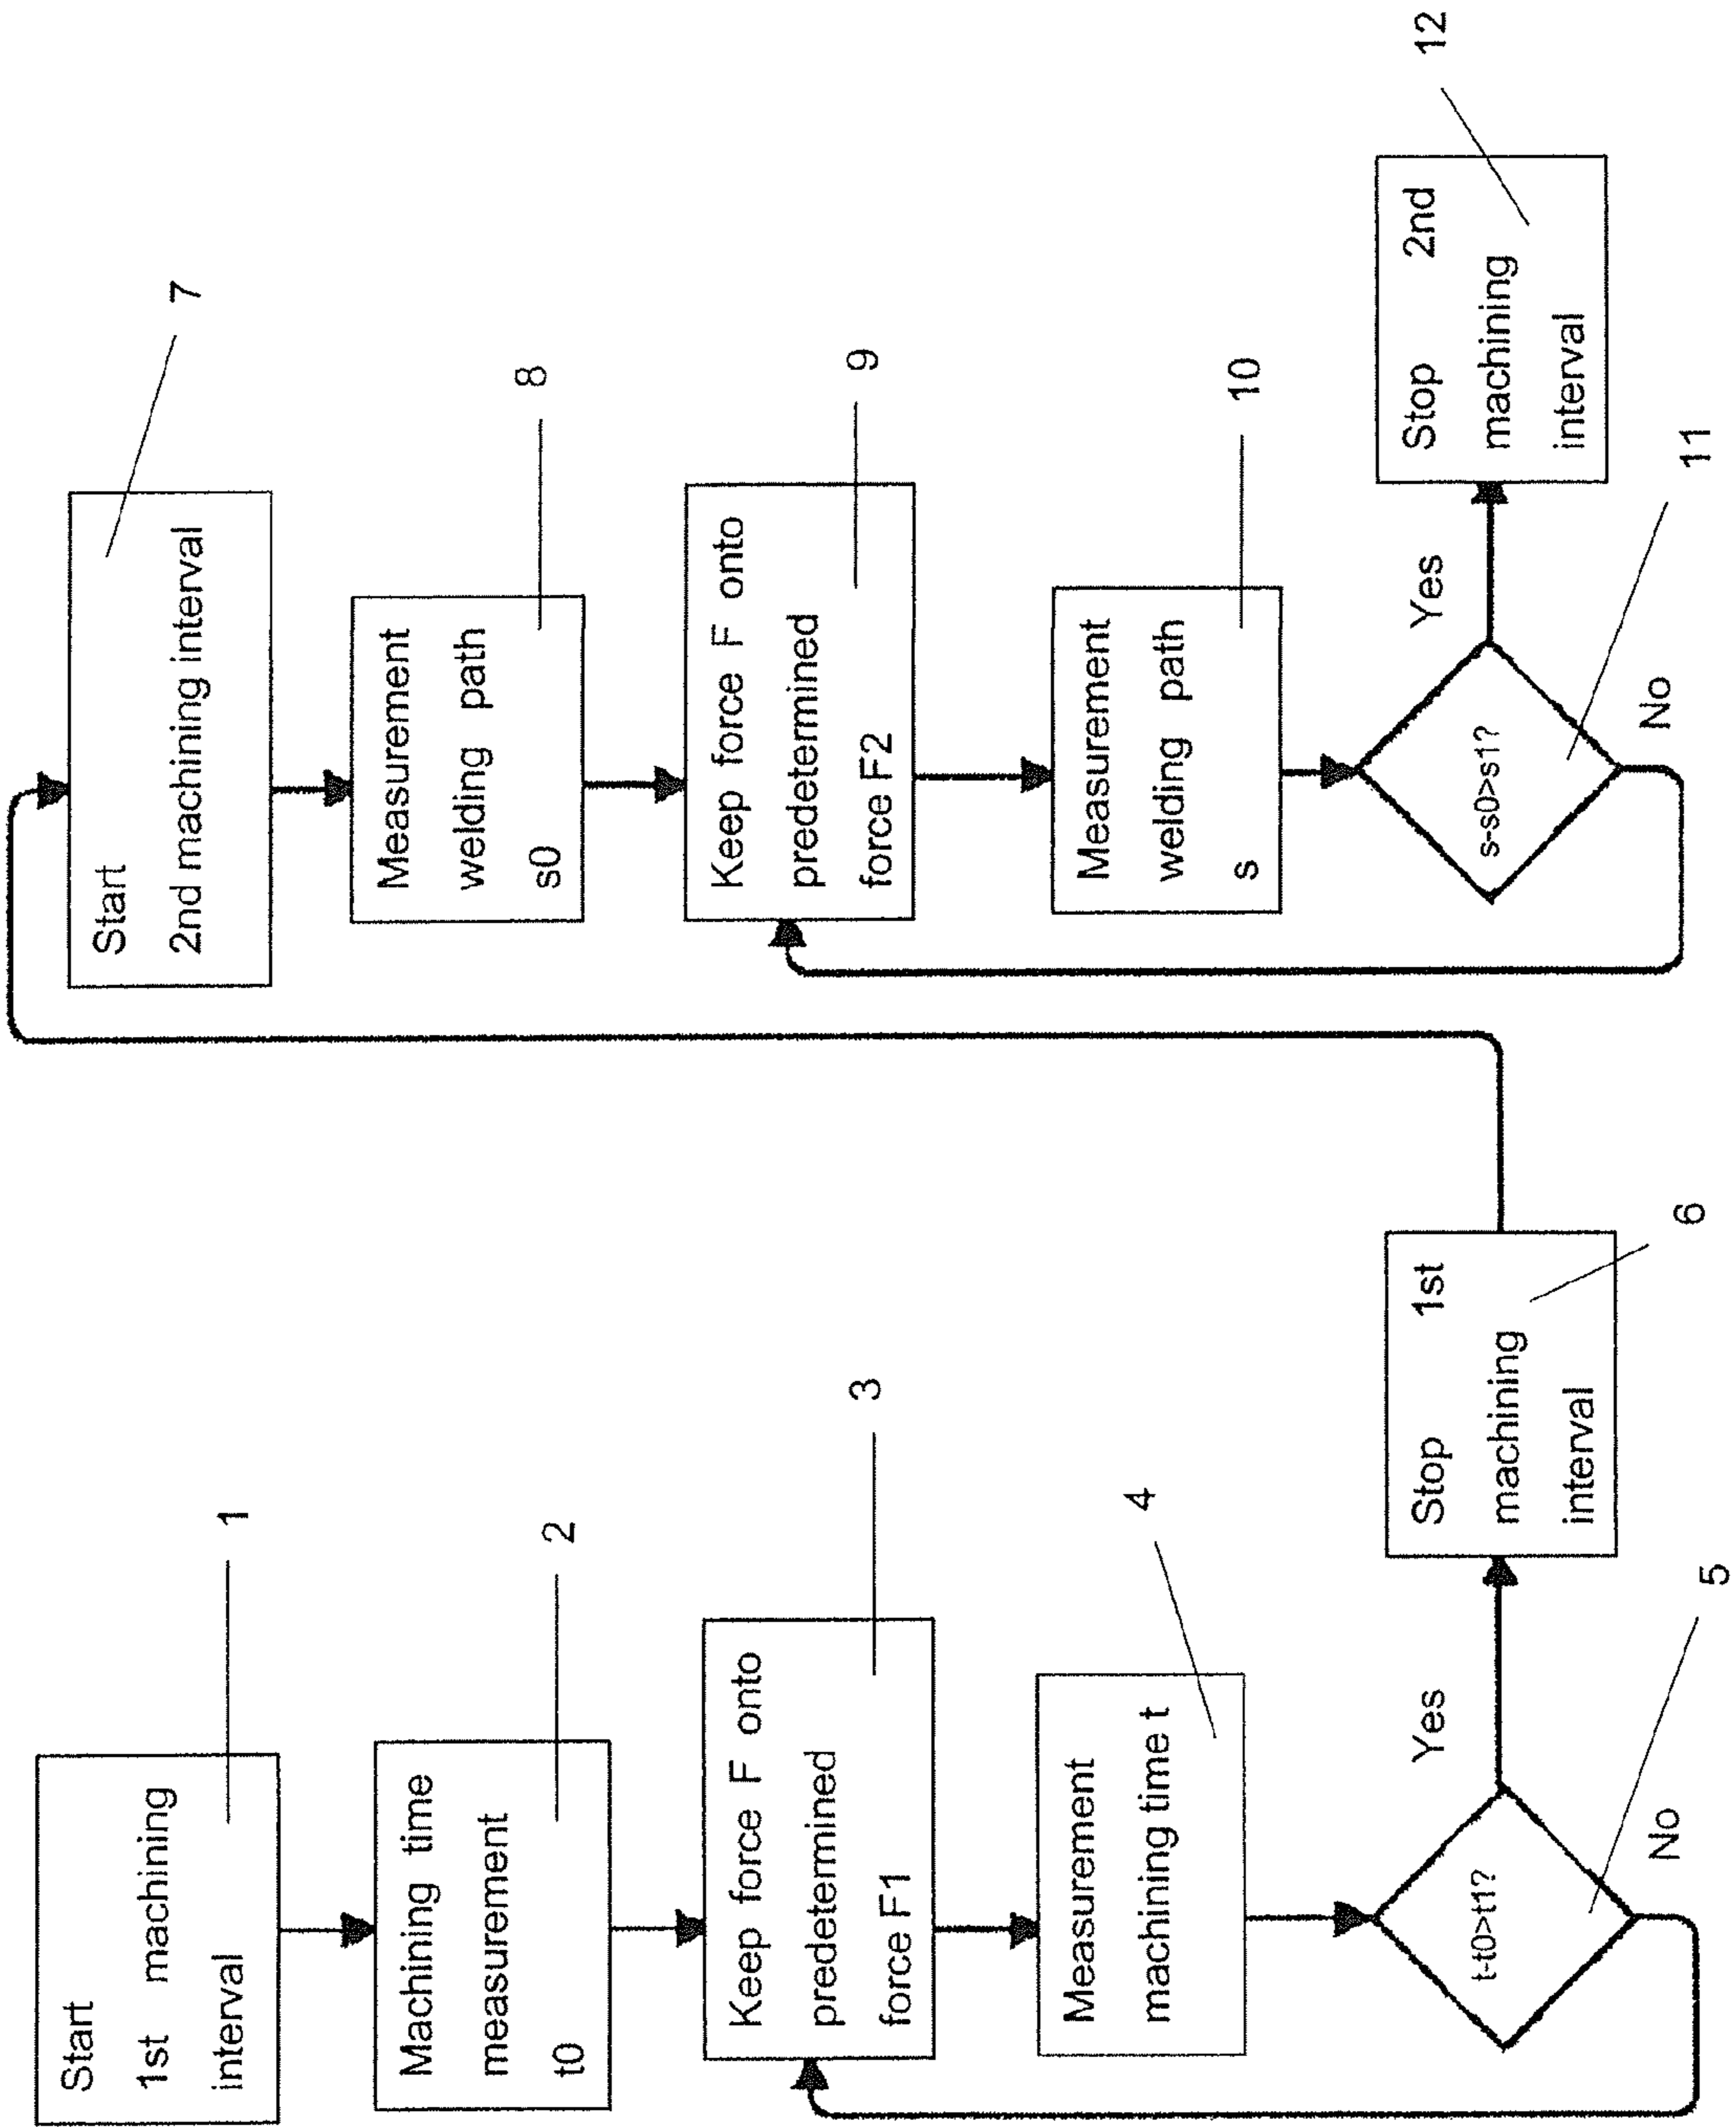 Start
1st machining
interval
1
Machining time
measurement
t0
2
Keep force F onto
predetermined
force F1
3
Measurement
machining time t
4
t-t0>t1?
5
Yes
No
Stop 1st
machining
interval
6
Start
2nd machining interval
7
Measurement
welding path
s0
8
Keep force F onto
predetermined
force F2
9
Measurement
welding path
s
10
s-s0>s1?
11
Yes
No
Stop 2nd
machining
interval
12